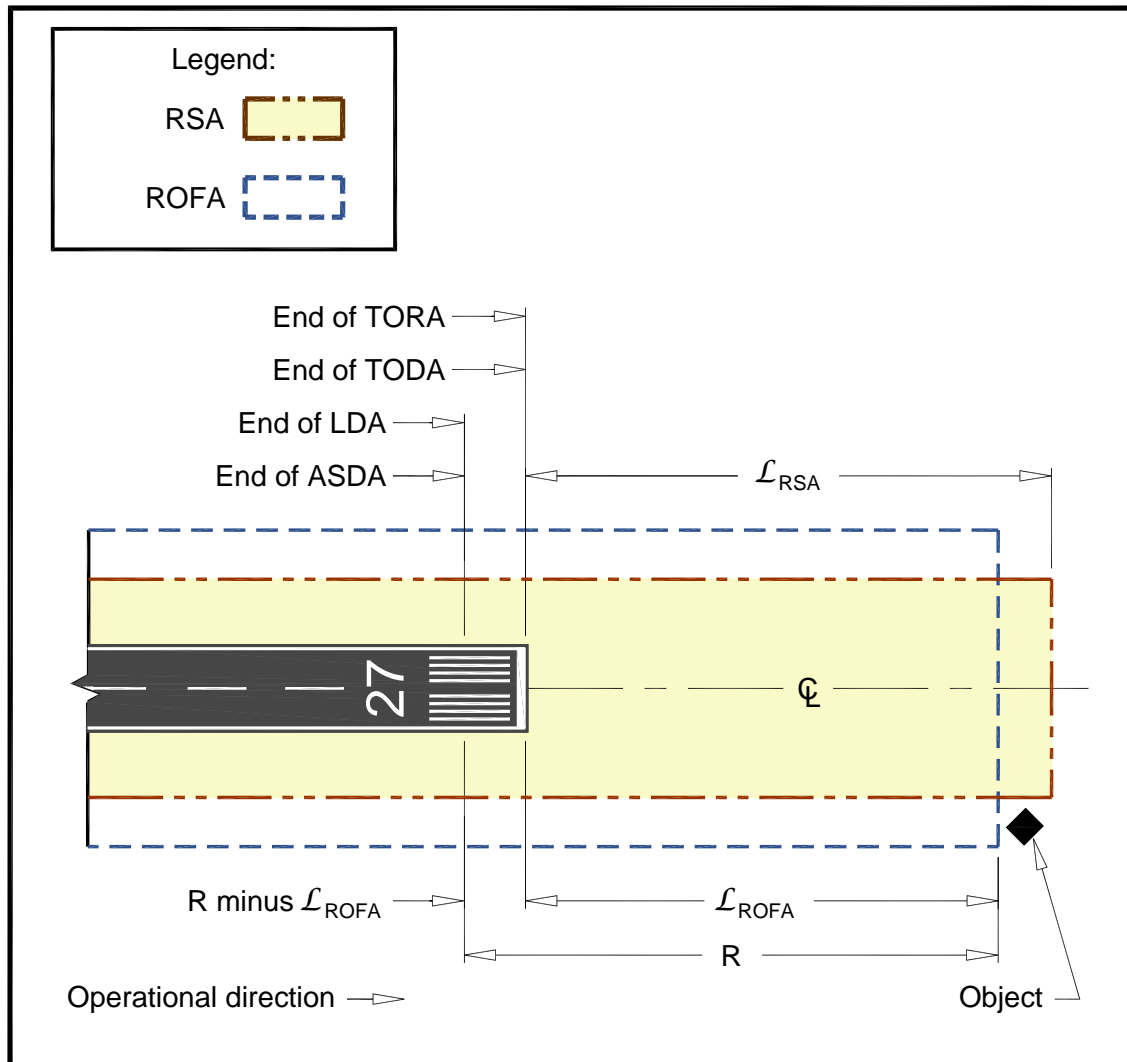 Legend:
RSA
ROFA
End of TORA
End of TODA
End of LDA
End of ASDA
ℒRSA
27
℄
R minus ℒROFA
ℒROFA
R
Operational direction
Object